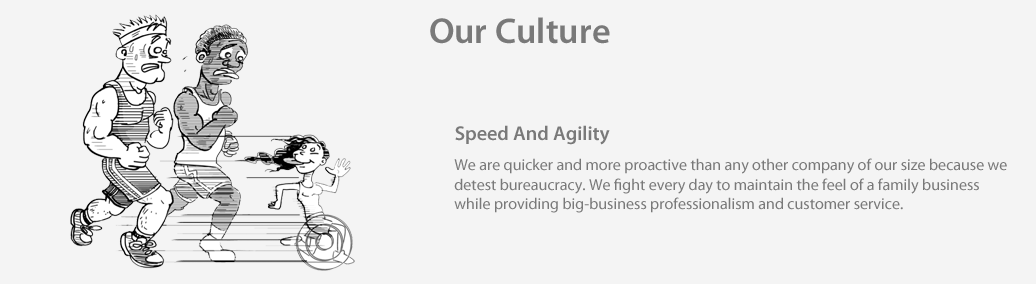 Our Culture
Speed And Agility
We are quicker and more proactive than any other company of our size because we
detest bureaucracy. We fight every day to maintain the feel of a family business
while providing big-business professionalism and customer service.